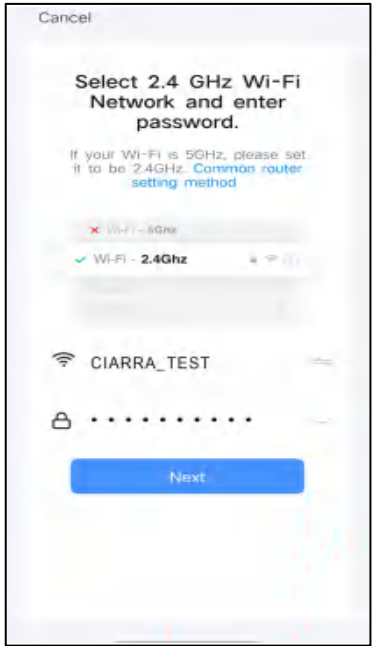 Cancel
Select 2.4 GHz Wi-Fi
Network and enter
password.
If your Wi-Fi is 5GHz, please set
it to be 2.4GHz. Common router
setting method
Wi-Fi - 5Ghz
Wi-Fi - 2.4Ghz
CIARRA_TEST
Next